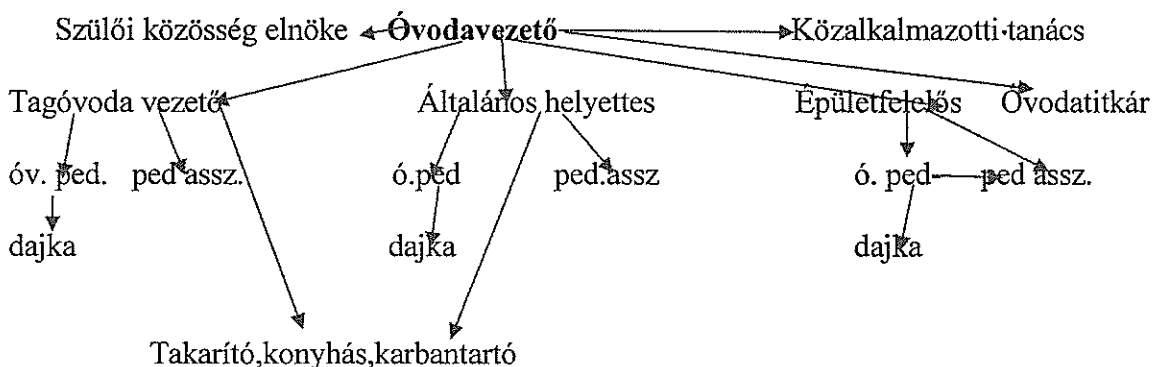 Szülői közösség elnöke Óvodavezető Közalkalmazotti tanács
Tagóvoda vezető Általános helyettes Épületfelelős Óvodatitkár
óv. ped. ped assz. ó.ped ped.assz ó. ped ped assz.
dajka dajka dajka
Takarító,konyhás,karbantartó